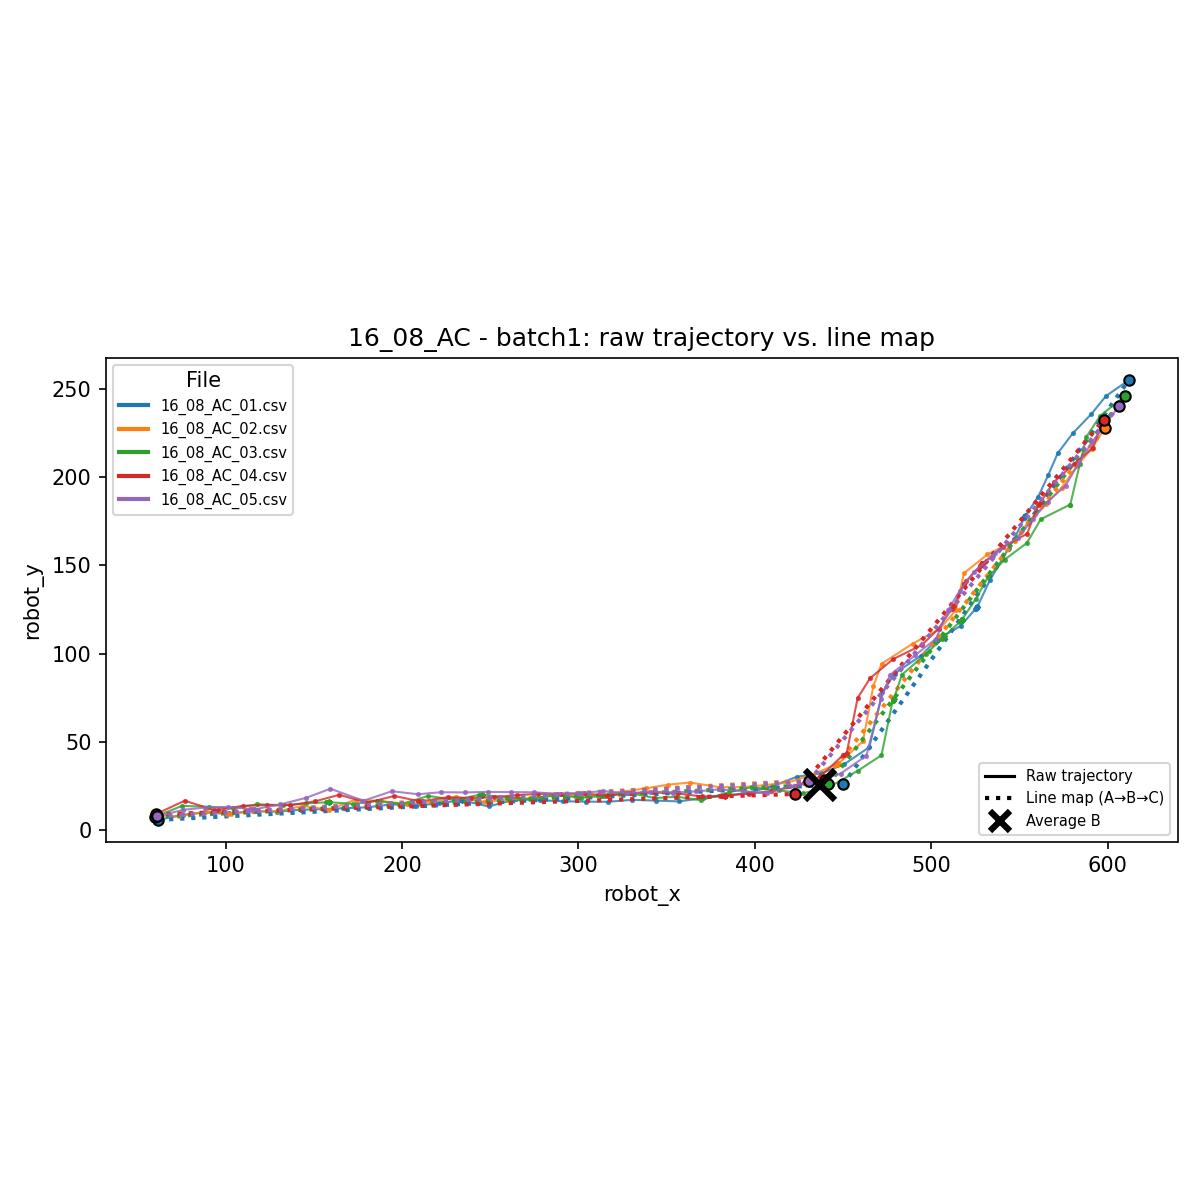 16_08_AC - batch1: raw trajectory vs. line map
File
16_08_AC_01.csv
16_08_AC_02.csv
16_08_AC_03.csv
16_08_AC_04.csv
16_08_AC_05.csv
250
200
150
100
50
0
robot_y
Raw trajectory
Line map (A→B→C)
Average B
100
200
300
400
500
600
robot_x